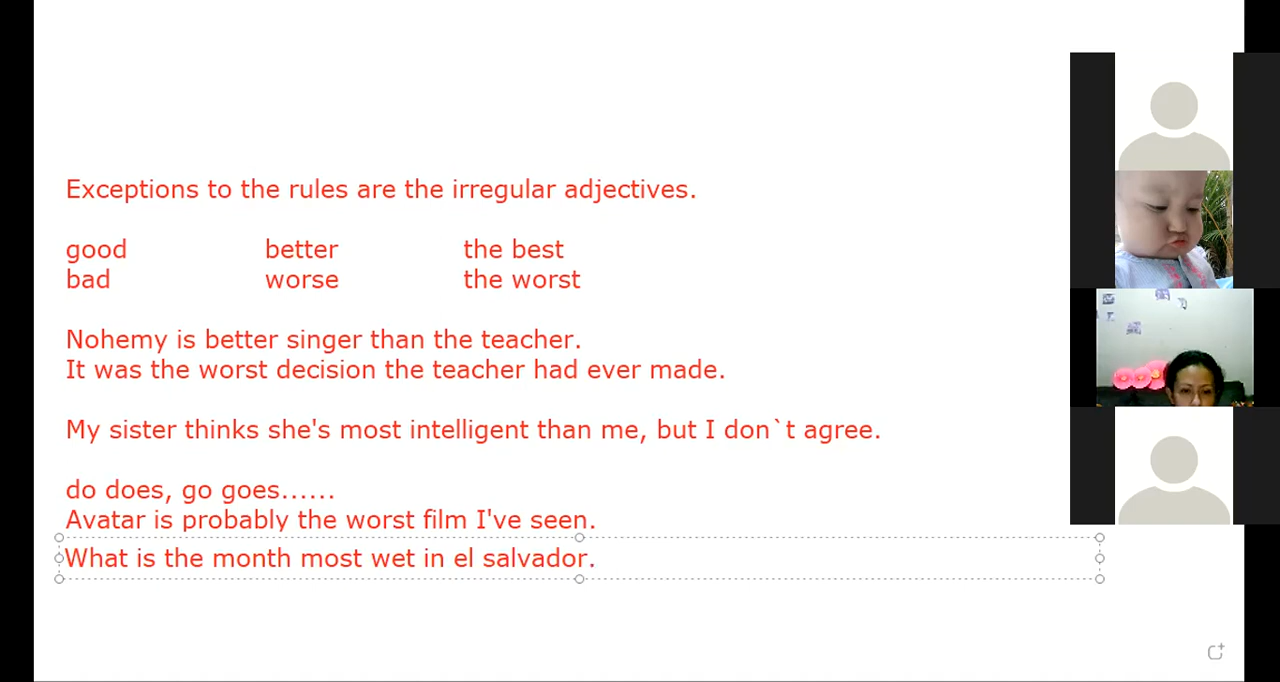 Exceptions to the rules are the irregular adjectives.
good better the best
bad worse the worst
Nohemy is better singer than the teacher.
It was the worst decision the teacher had ever made.
My sister thinks she's most intelligent than me, but I don`t agree.
do does, go goes......
Avatar is probably the worst film I've seen.
What is the month most wet in el salvador.